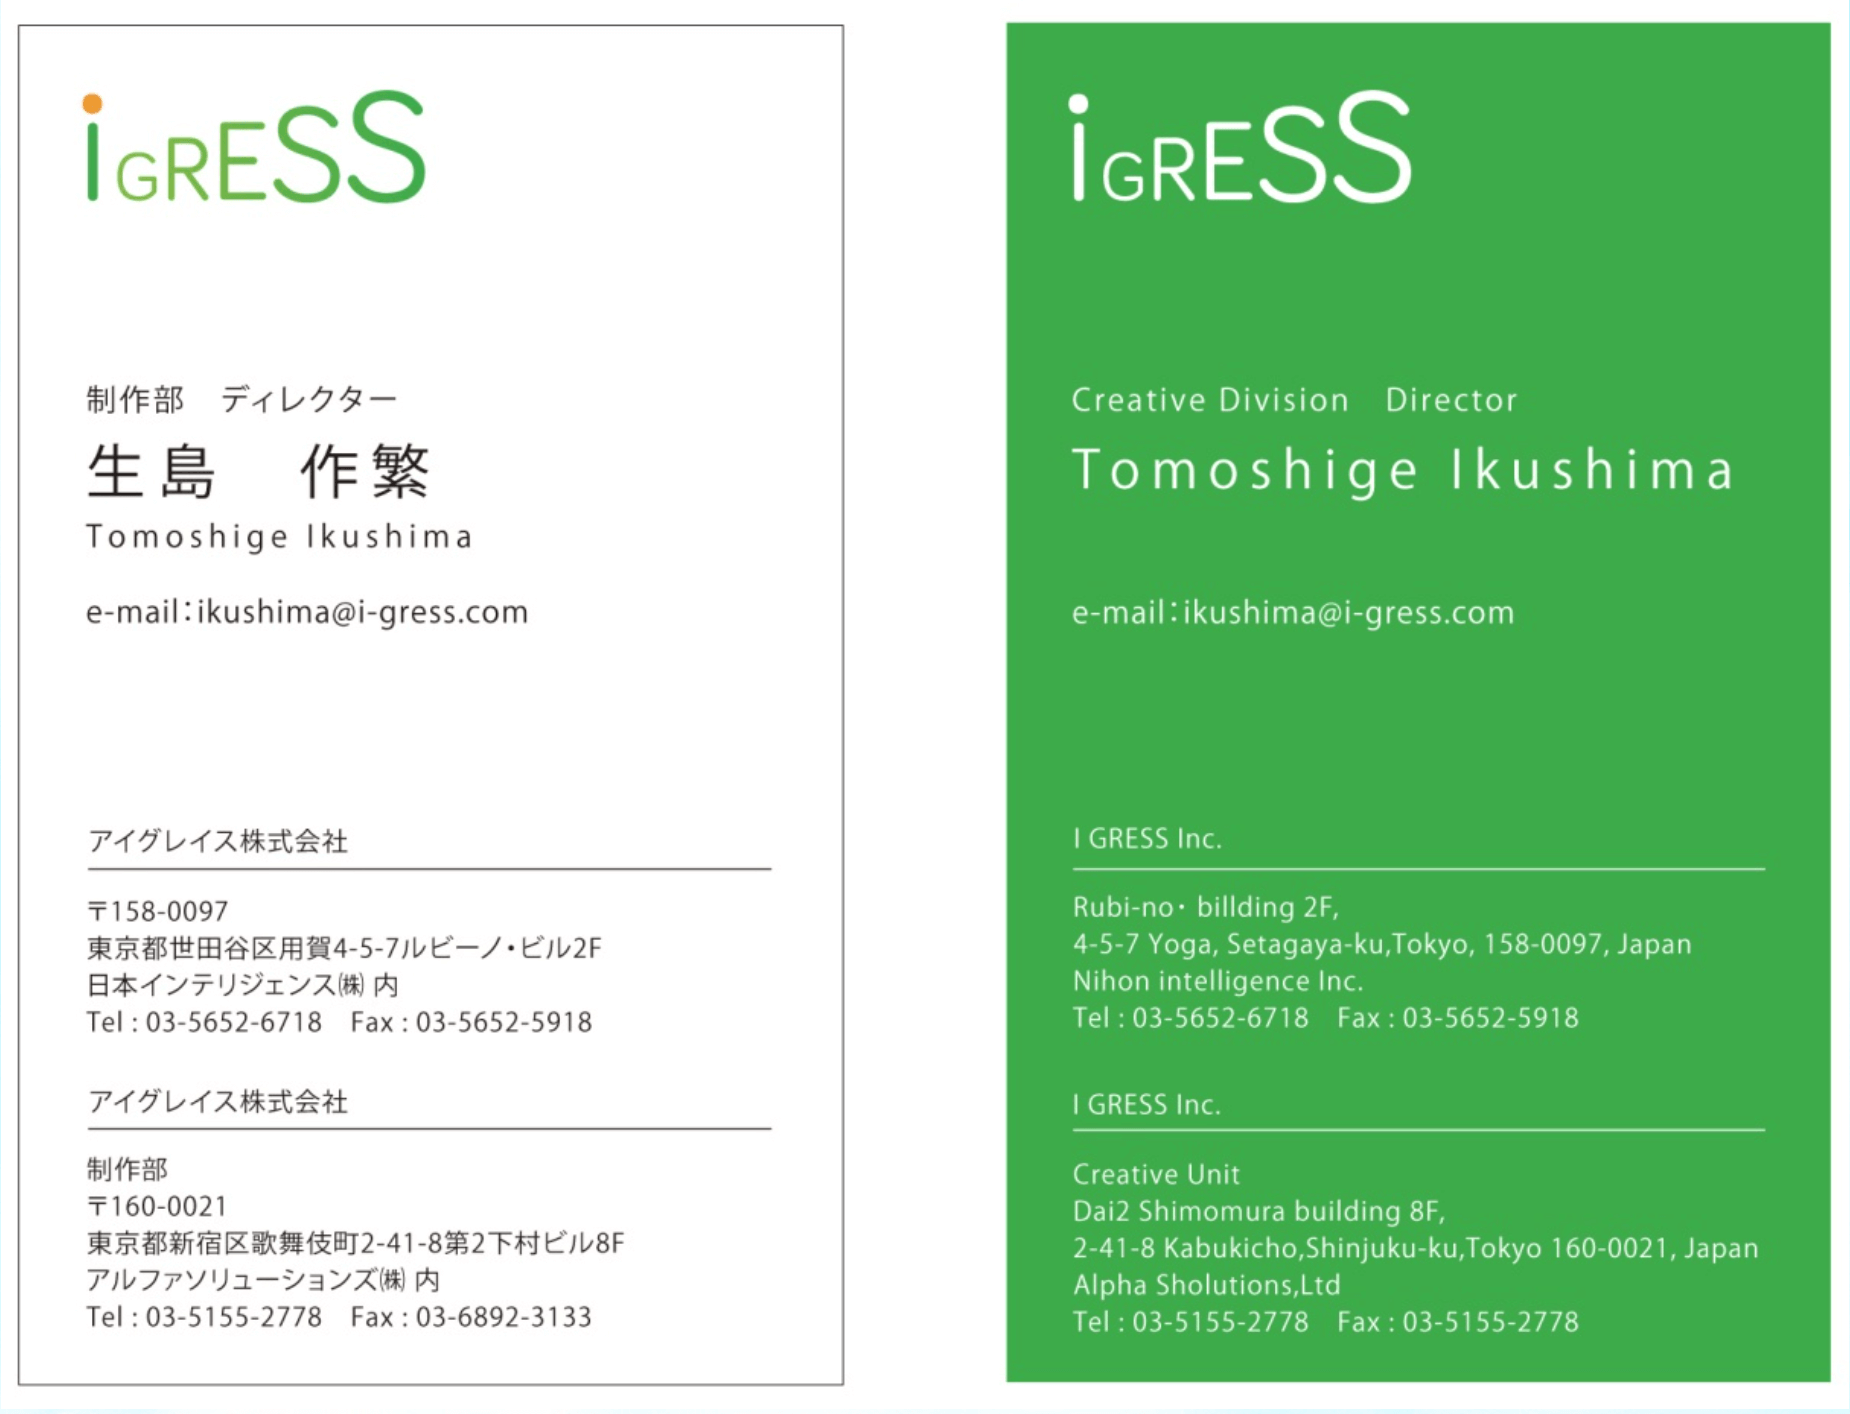 iGRESS
制作部　ディレクター
生島　作繁
Tomoshige Ikushima
e-mail：ikushima@i-gress.com
アイグレイス株式会社
〒158-0097
東京都世田谷区用賀4-5-7ルビーノ・ビル2F
日本インテリジェンス㈱ 内
Tel : 03-5652-6718　Fax : 03-5652-5918
アイグレイス株式会社
制作部
〒160-0021
東京都新宿区歌舞伎町2-41-8第2下村ビル8F
アルファソリューションズ㈱ 内
Tel : 03-5155-2778　Fax : 03-6892-3133
iGRESS
Creative Division　Director
Tomoshige Ikushima
e-mail：ikushima@i-gress.com
I GRESS Inc.
Rubi-no・ billding 2F,
4-5-7 Yoga, Setagaya-ku,Tokyo, 158-0097, Japan
Nihon intelligence Inc.
Tel : 03-5652-6718　Fax : 03-5652-5918
I GRESS Inc.
Creative Unit
Dai2 Shimomura building 8F,
2-41-8 Kabukicho,Shinjuku-ku,Tokyo 160-0021, Japan
Alpha Sholutions,Ltd
Tel : 03-5155-2778　Fax : 03-5155-2778